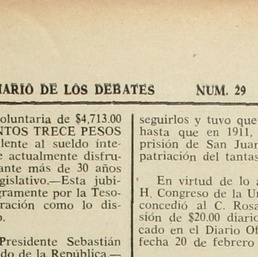 DIARIO DE LOS DEBATES NUM. 29
voluntaria de $4,713.00
NTOS TRECE PESOS
lente al sueldo ínte-
e actualmente disfru-
ante más de 30 años
egislativo.—Esta jubi-
gramente por la Teso-
ración como lo dis-
o.
Presidente Sebastián
do de la República.—
seguirlos y tuvo que
hasta que en 1911,
prisión de San Juan
patriación del tantas
En virtud de lo a
H. Congreso de la Un
concedió al C. Rosa
sión de $20.00 diario
cado en el Diario Of
fecha 20 de febrero